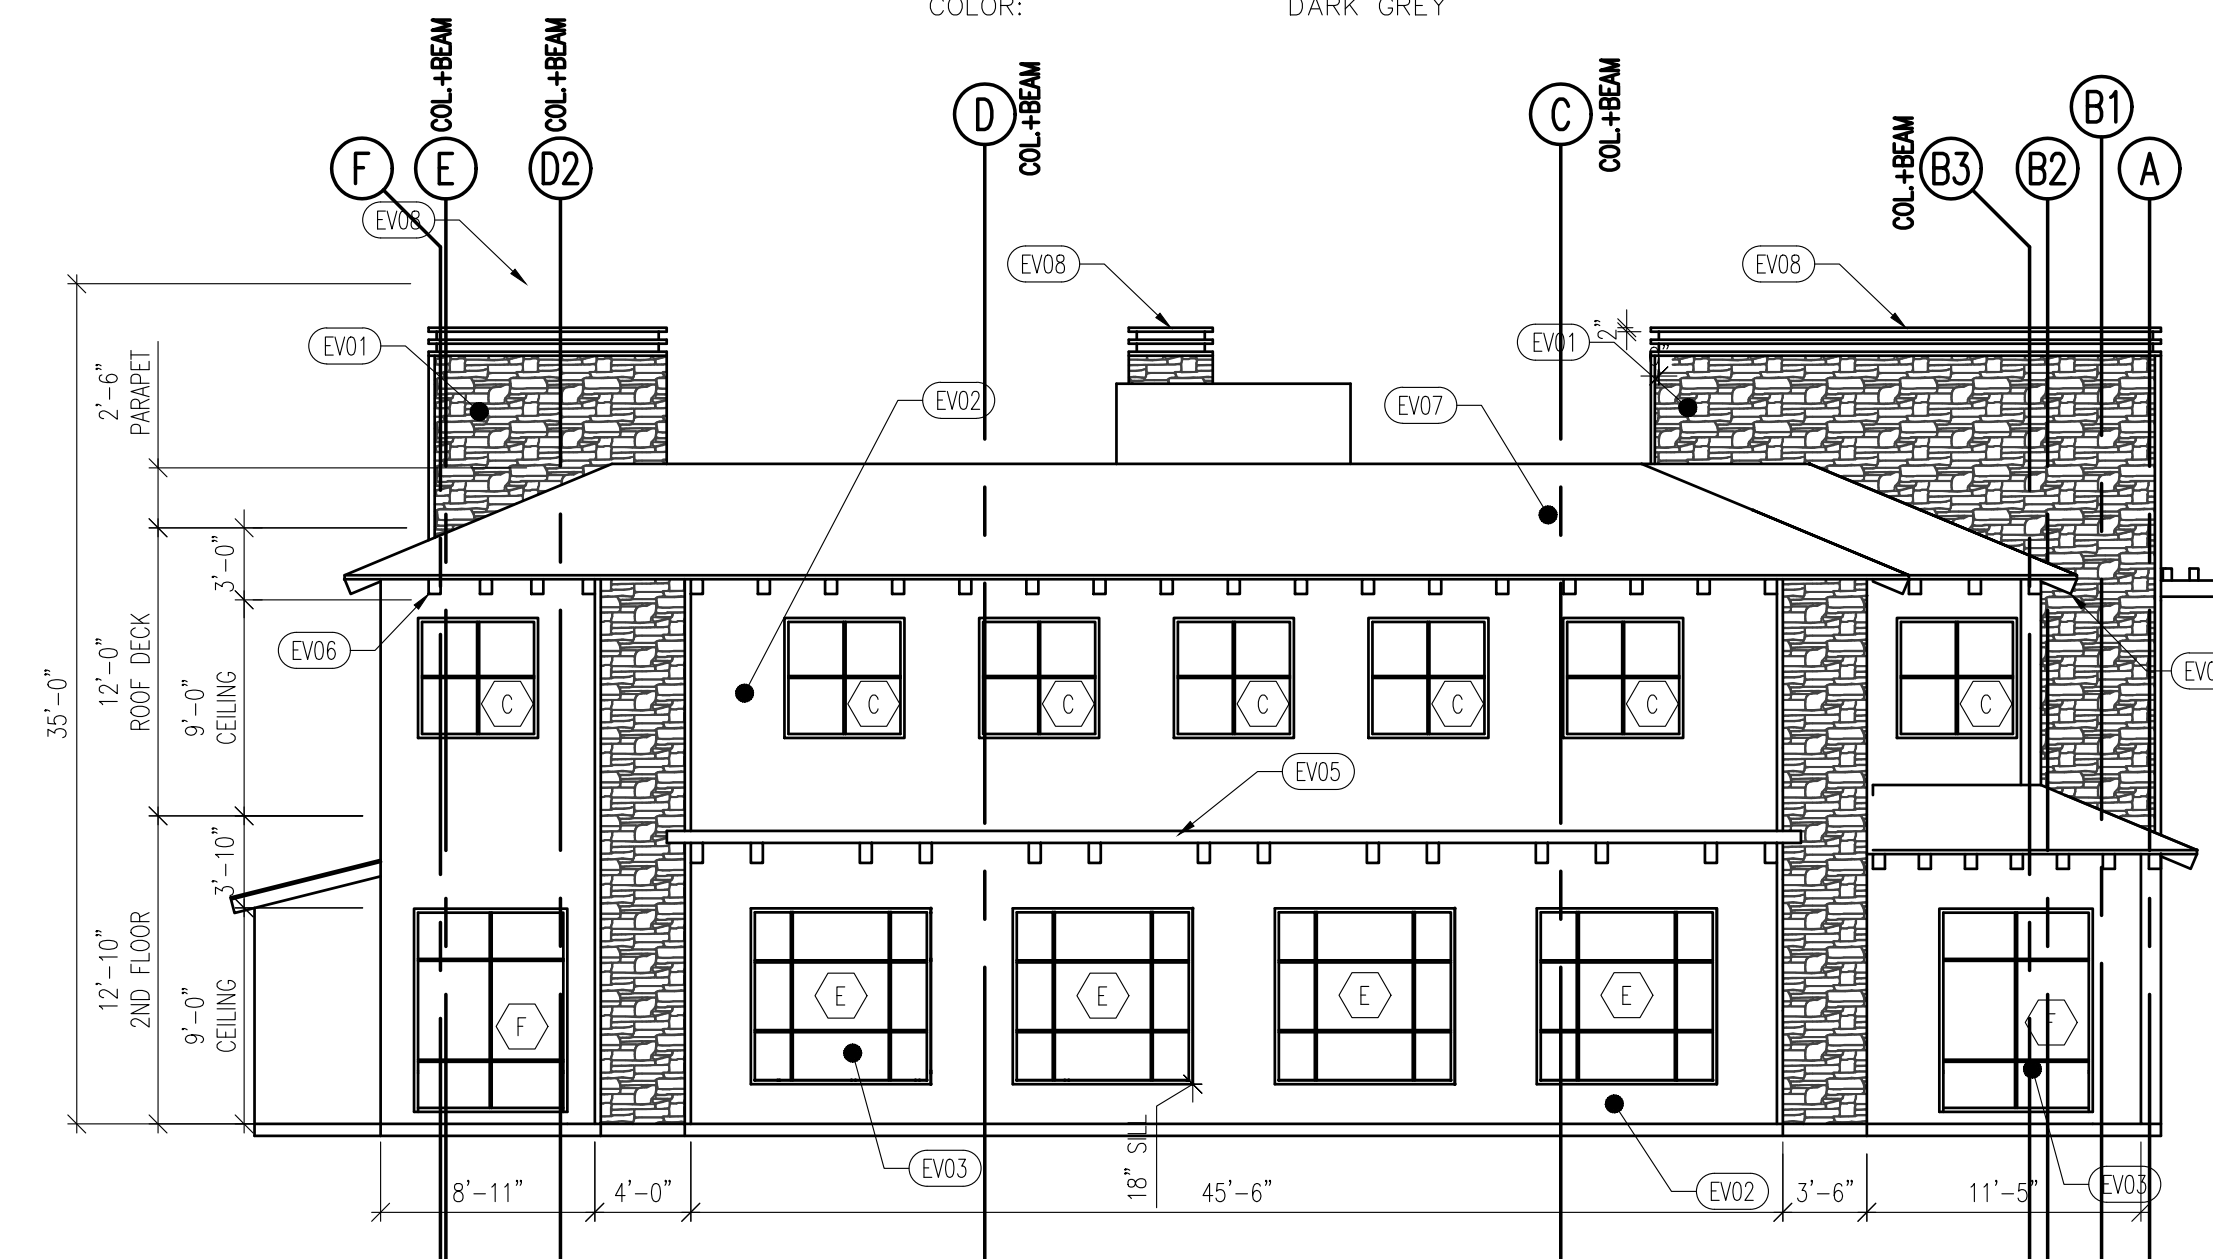 COLOR: DARK GREY
COL.+BEAM
COL.+BEAM
COL.+BEAM
COL.+BEAM
COL.+BEAM
F
E
D2
D
C
B3
B2
B1
A
EV08
EV08
EV08
EV01
EV01
2"
EV02
EV07
2'-6"
PARAPET
3'-0"
12'-0"
ROOF DECK
9'-0"
CEILING
35'-0"
EV06
C
C
C
C
C
C
C
EV05
3'-10"
12'-10"
2ND FLOOR
9'-0"
CEILING
F
E
E
E
E
F
18" SILL
EV03
EV02
EV03
8'-11"
4'-0"
45'-6"
3'-6"
11'-5"